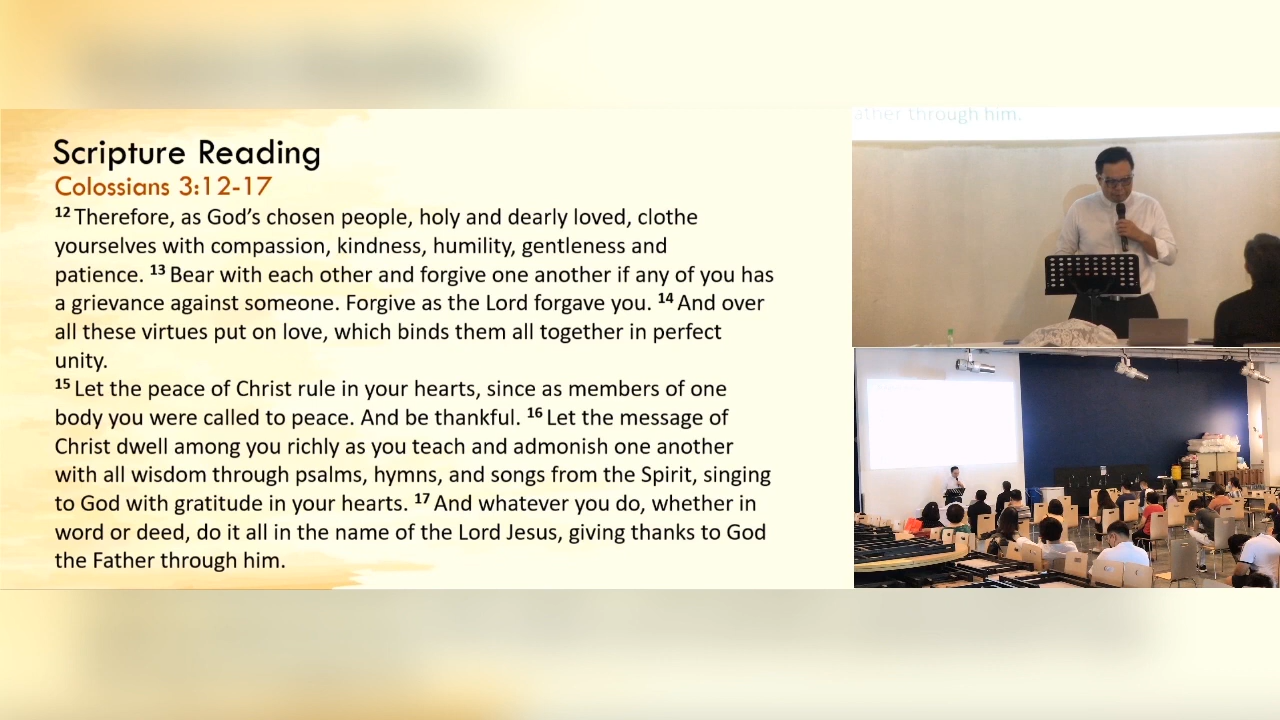 Scripture Reading
Colossians 3:12-17
12 Therefore, as God’s chosen people, holy and dearly loved, clothe
yourselves with compassion, kindness, humility, gentleness and
patience. 13 Bear with each other and forgive one another if any of you has
a grievance against someone. Forgive as the Lord forgave you. 14 And over
all these virtues put on love, which binds them all together in perfect
unity.
15 Let the peace of Christ rule in your hearts, since as members of one
body you were called to peace. And be thankful. 16 Let the message of
Christ dwell among you richly as you teach and admonish one another
with all wisdom through psalms, hymns, and songs from the Spirit, singing
to God with gratitude in your hearts. 17 And whatever you do, whether in
word or deed, do it all in the name of the Lord Jesus, giving thanks to God
the Father through him.
ather through him.